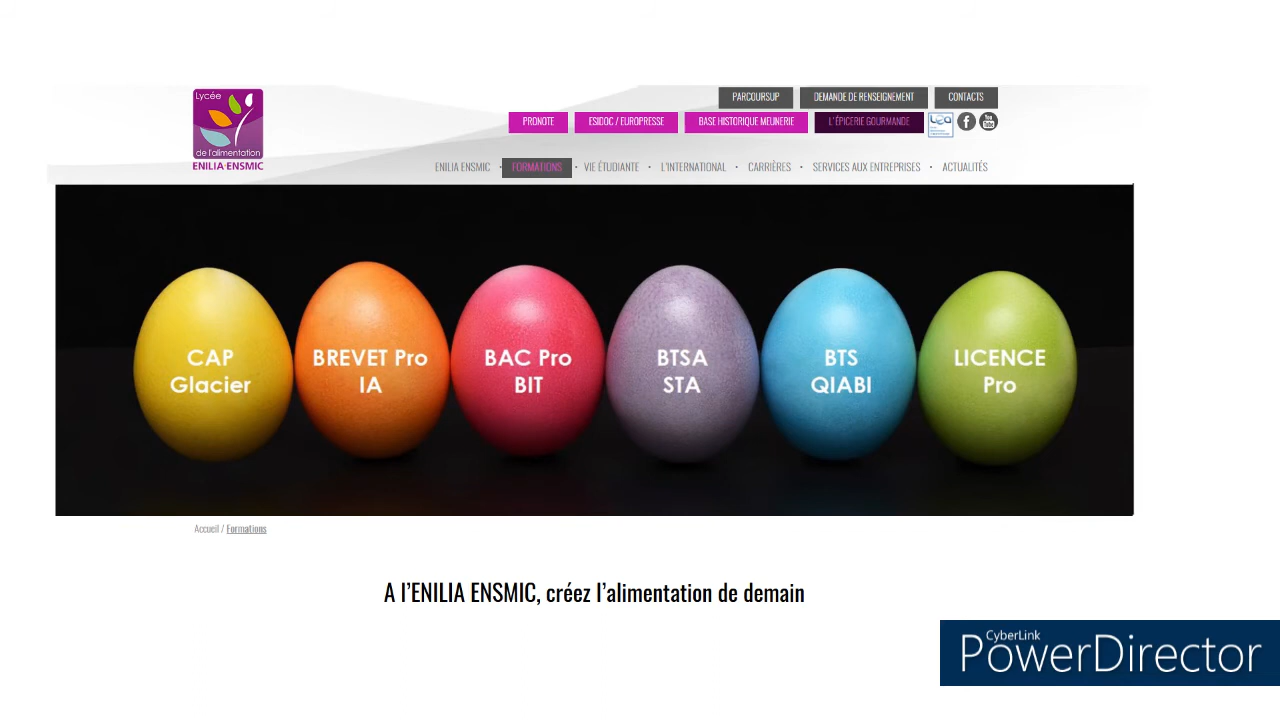 Lycée
de l'alimentation
ENILIA-ENSMIC
PARCOURSUP
DEMANDE DE RENSEIGNEMENT
CONTACTS
PRONOTE
ESIDOC / EUROPRESSE
BASE HISTORIQUE MEUNERIE
L'ÉPICERIE GOURMANDE
You
Tube
ENILIA ENSMIC • FORMATIONS • VIE ÉTUDIANTE • L'INTERNATIONAL • CARRIÈRES • SERVICES AUX ENTREPRISES • ACTUALITÉS
CAP
Glacier
BREVET Pro
IA
BAC Pro
BIT
BTSA
STA
BTS
QIABI
LICENCE
Pro
Accueil / Formations
A l’ENILIA ENSMIC, créez l’alimentation de demain
CyberLink
PowerDirector